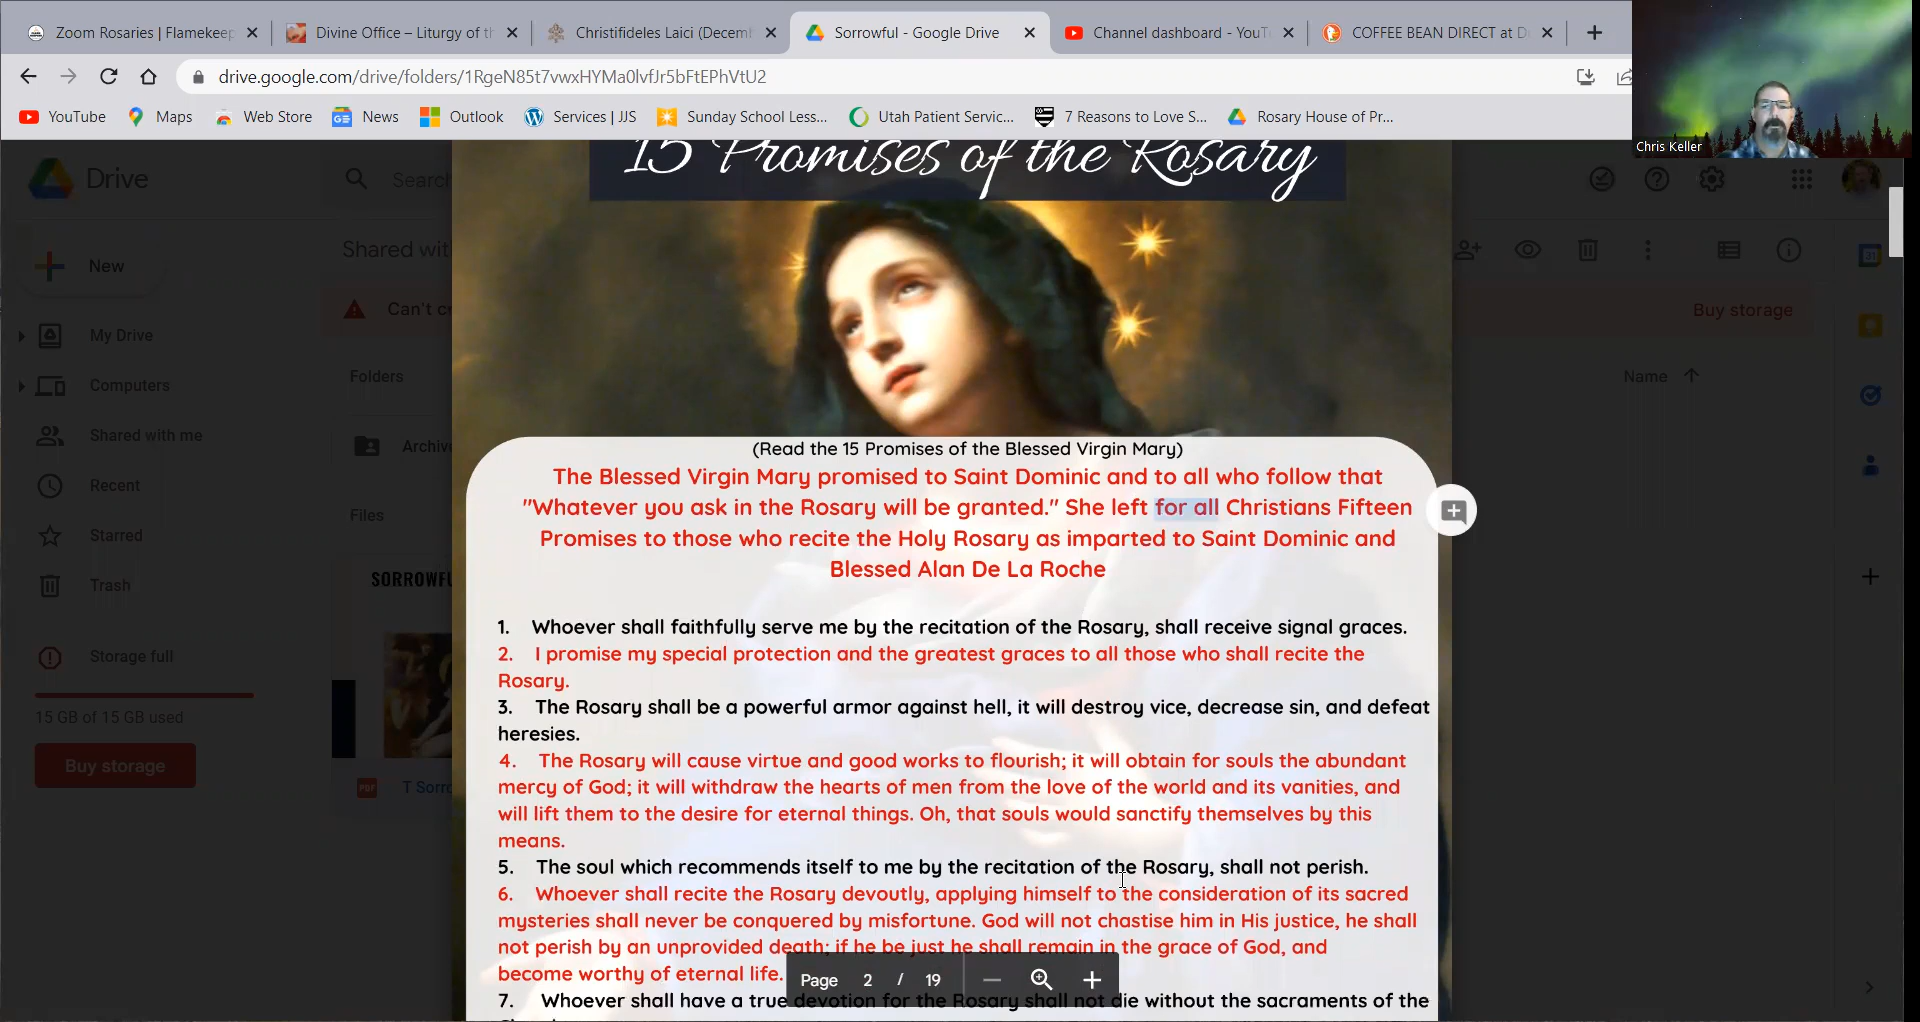 Zoom Rosaries | Flamekeep
Divine Office – Liturgy of th
Christifideles Laici (Decem
Sorrowful - Google Drive
Channel dashboard - YouT
COFFEE BEAN DIRECT at D
drive.google.com/drive/folders/1RgeN85t7vwxHYMa0lvfJr5bFtEPhVtU2
YouTube
Maps
Web Store
News
Outlook
Services | JJS
Sunday School Less...
Utah Patient Servic...
7 Reasons to Love S...
Rosary House of Pr...
Chris Keller
Drive
Search
New
Shared wit
Can't c
Buy storage
My Drive
Computers
Shared with me
Recent
Starred
Trash
Storage full
15 GB of 15 GB used
Buy storage
Folders
Name
Archiv
Files
SORROWFU
PDF
T Sorro
15 Promises of the Rosary
(Read the 15 Promises of the Blessed Virgin Mary)
The Blessed Virgin Mary promised to Saint Dominic and to all who follow that
"Whatever you ask in the Rosary will be granted." She left for all Christians Fifteen
Promises to those who recite the Holy Rosary as imparted to Saint Dominic and
Blessed Alan De La Roche
1. Whoever shall faithfully serve me by the recitation of the Rosary, shall receive signal graces.
2. I promise my special protection and the greatest graces to all those who shall recite the
Rosary.
3. The Rosary shall be a powerful armor against hell, it will destroy vice, decrease sin, and defeat
heresies.
4. The Rosary will cause virtue and good works to flourish; it will obtain for souls the abundant
mercy of God; it will withdraw the hearts of men from the love of the world and its vanities, and
will lift them to the desire for eternal things. Oh, that souls would sanctify themselves by this
means.
5. The soul which recommends itself to me by the recitation of the Rosary, shall not perish.
6. Whoever shall recite the Rosary devoutly, applying himself to the consideration of its sacred
mysteries shall never be conquered by misfortune. God will not chastise him in His justice, he shall
not perish by an unprovided death; if he be just he shall remain in the grace of God, and
become worthy of eternal life.
7. Whoever shall have a true devotion for the Rosary shall not die without the sacraments of the
Page 2 / 19